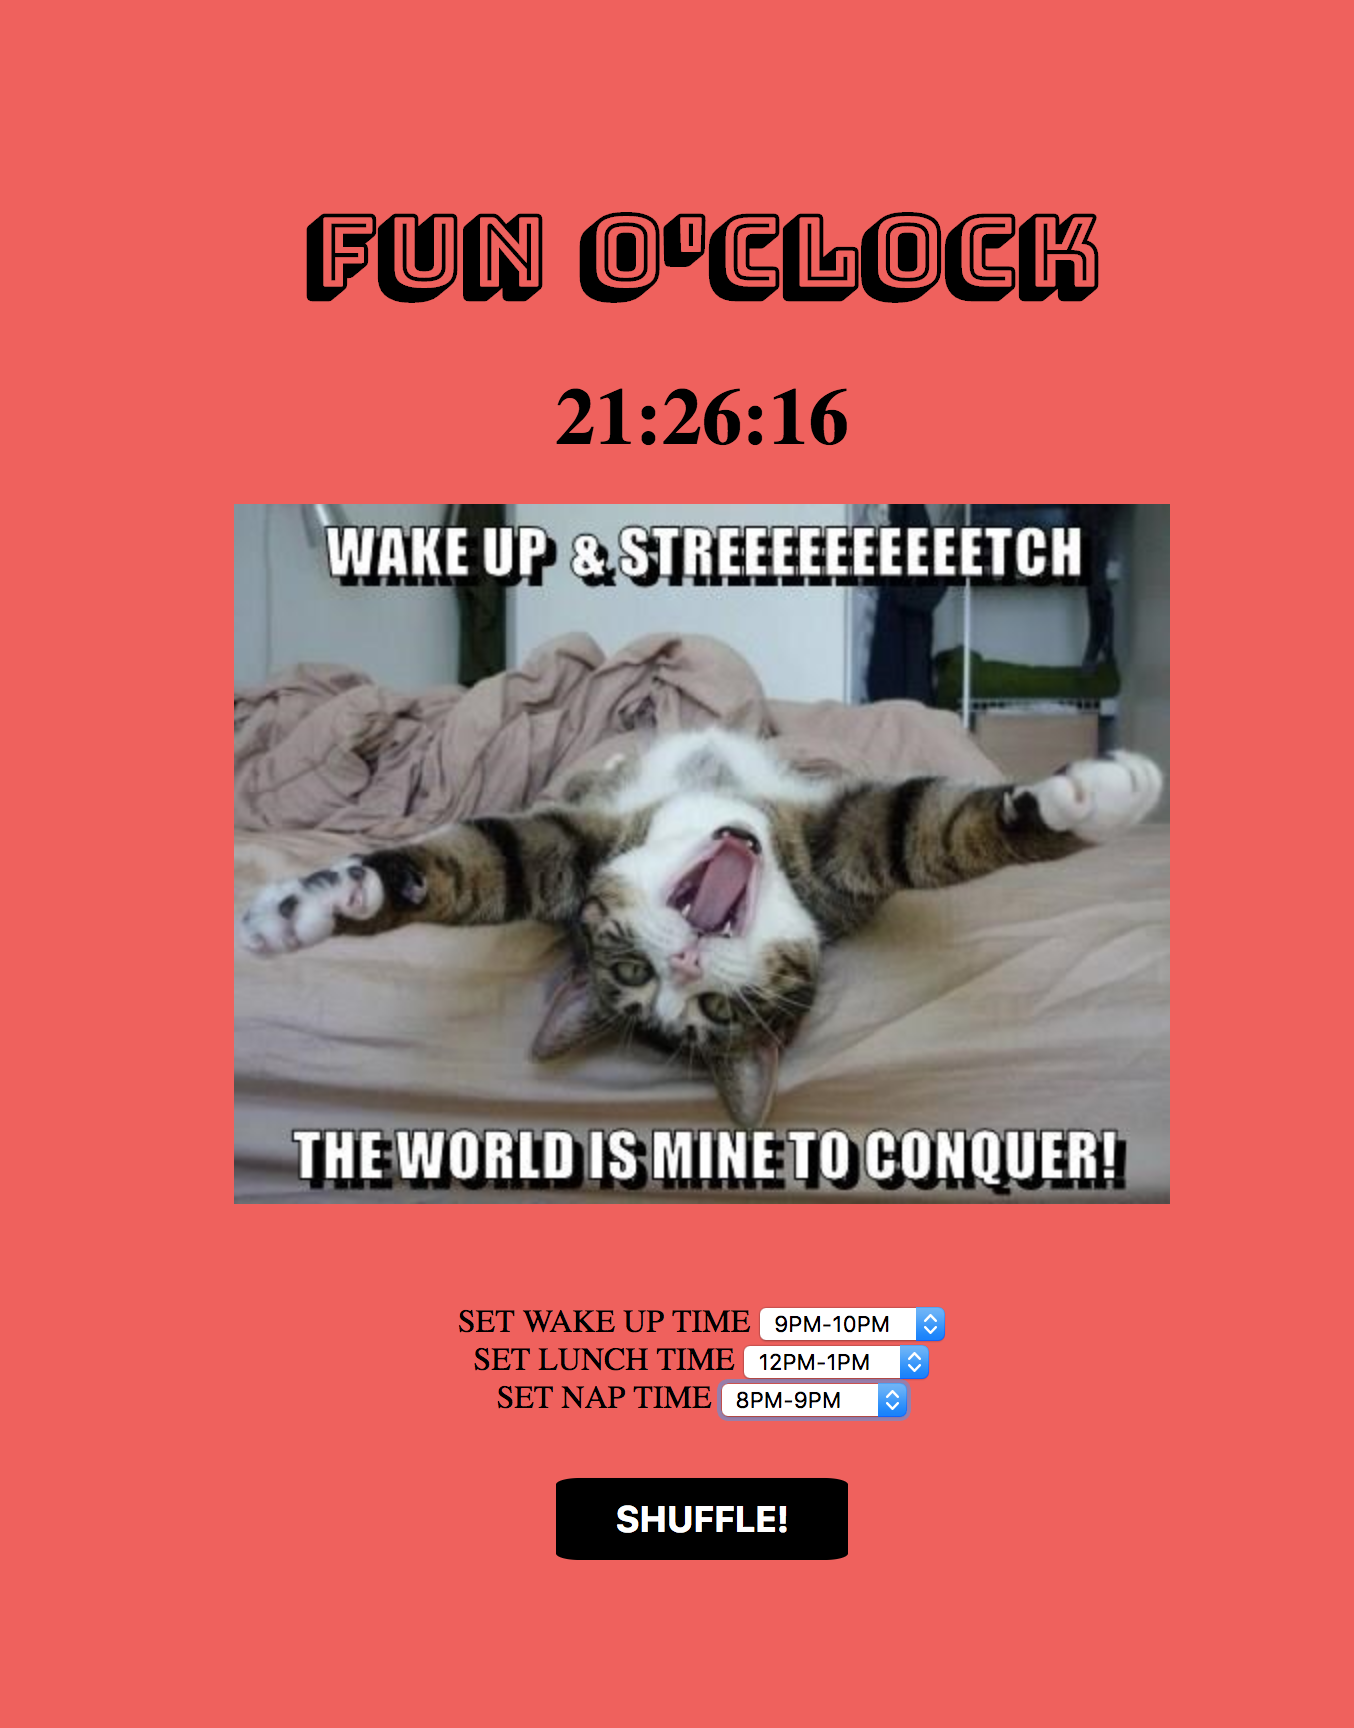 FUN O'CLOCK
21:26:16
WAKE UP & STREEEEEEEEEETCH
THE WORLD IS MINE TO CONQUER!
SET WAKE UP TIME 9PM-10PM
SET LUNCH TIME 12PM-1PM
SET NAP TIME 8PM-9PM
SHUFFLE!